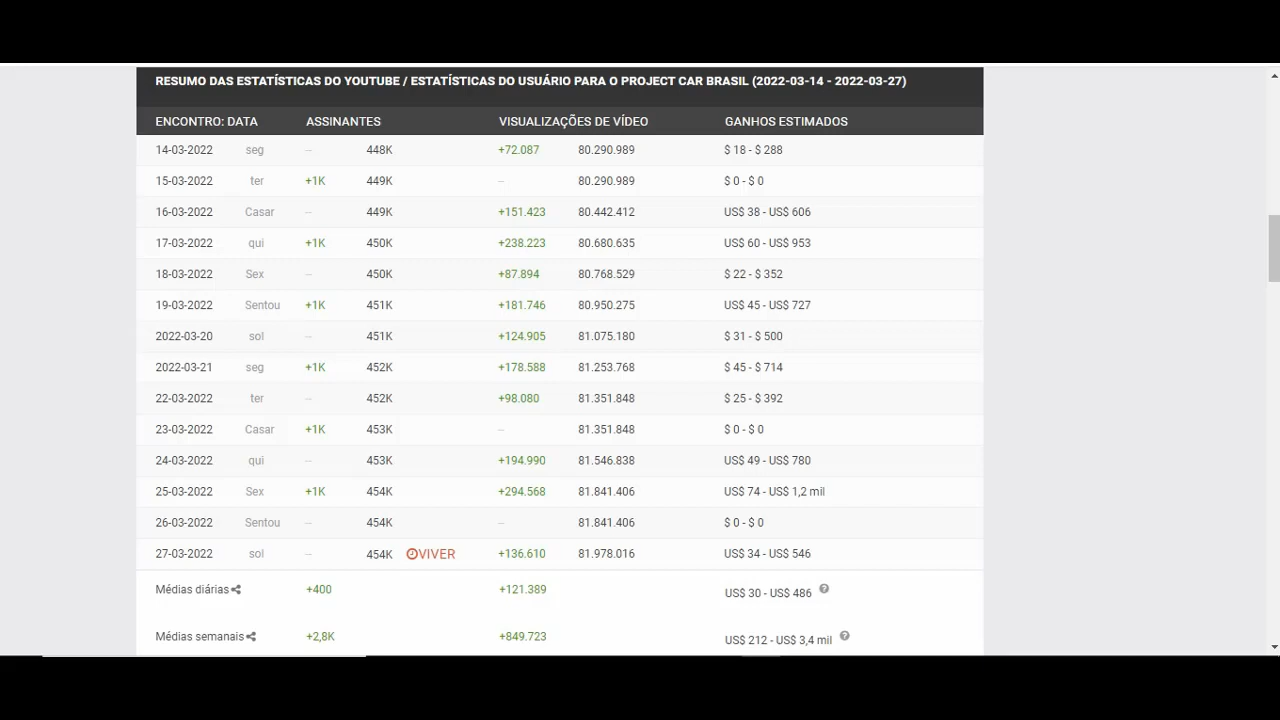 RESUMO DAS ESTATÍSTICAS DO YOUTUBE / ESTATÍSTICAS DO USUÁRIO PARA O PROJECT CAR BRASIL (2022-03-14 - 2022-03-27)
ENCONTRO: DATA ASSINANTES VISUALIZAÇÕES DE VÍDEO GANHOS ESTIMADOS
14-03-2022 seg -- 448K +72.087 80.290.989 $ 18 - $ 288
15-03-2022 ter +1K 449K -- 80.290.989 $ 0 - $ 0
16-03-2022 Casar -- 449K +151.423 80.442.412 US$ 38 - US$ 606
17-03-2022 qui +1K 450K +238.223 80.680.635 US$ 60 - US$ 953
18-03-2022 Sex -- 450K +87.894 80.768.529 $ 22 - $ 352
19-03-2022 Sentou +1K 451K +181.746 80.950.275 US$ 45 - US$ 727
2022-03-20 sol -- 451K +124.905 81.075.180 $ 31 - $ 500
2022-03-21 seg +1K 452K +178.588 81.253.768 $ 45 - $ 714
22-03-2022 ter -- 452K +98.080 81.351.848 $ 25 - $ 392
23-03-2022 Casar +1K 453K -- 81.351.848 $ 0 - $ 0
24-03-2022 qui -- 453K +194.990 81.546.838 US$ 49 - US$ 780
25-03-2022 Sex +1K 454K +294.568 81.841.406 US$ 74 - US$ 1,2 mil
26-03-2022 Sentou -- 454K -- 81.841.406 $ 0 - $ 0
27-03-2022 sol -- 454K VIVER +136.610 81.978.016 US$ 34 - US$ 546
Médias diárias +400 +121.389 US$ 30 - US$ 486 ?
Médias semanais +2,8K +849.723 US$ 212 - US$ 3,4 mil ?